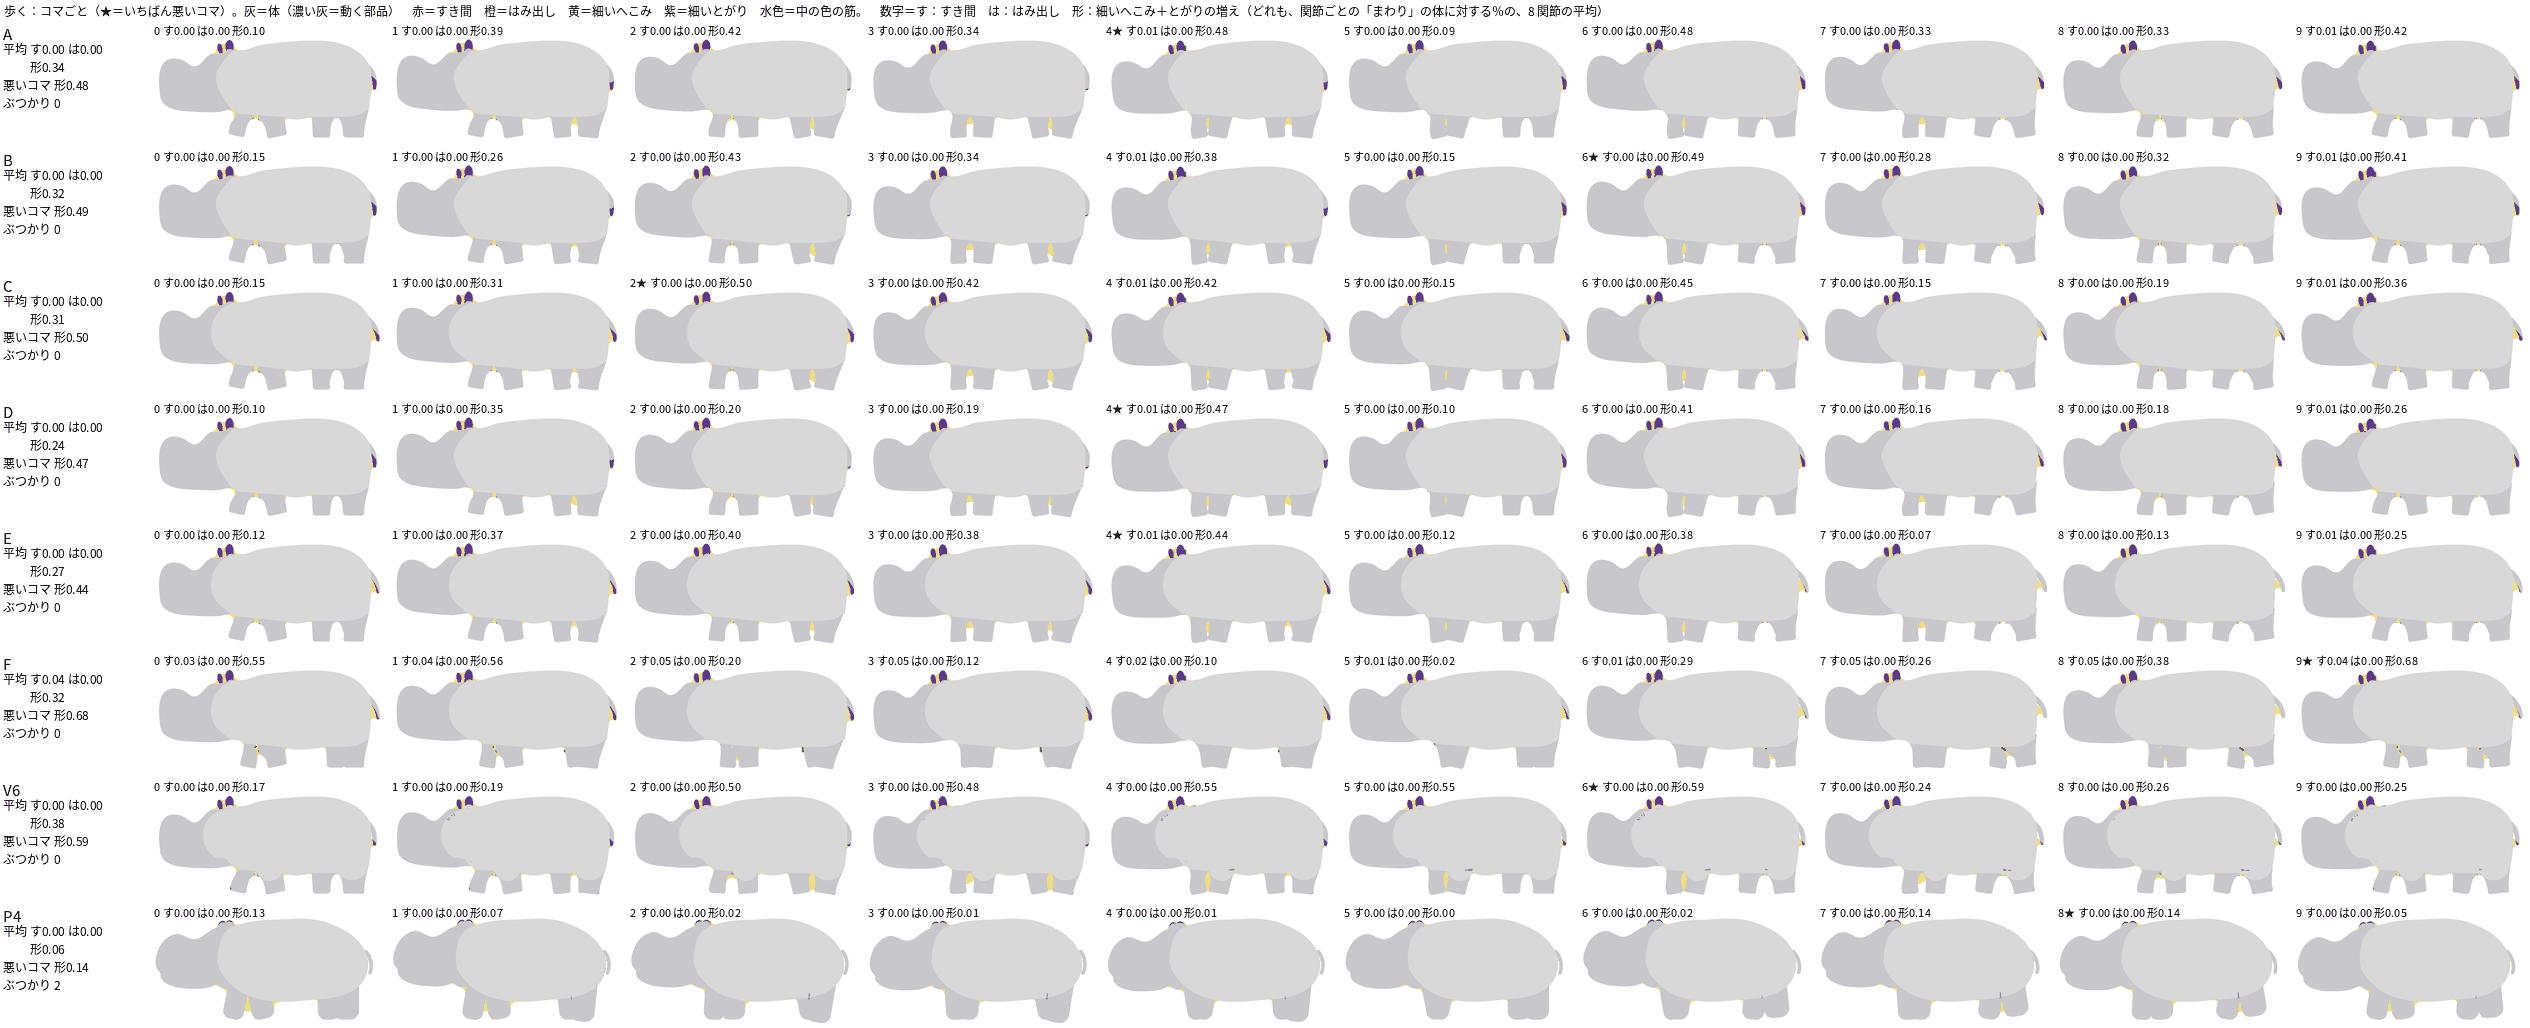 歩く：コマごと（★＝いちばん悪いコマ）。灰＝体（濃い灰＝動く部品）　赤＝すき間　橙＝はみ出し　黄＝細いへこみ　紫＝細いとがり　水色＝中の色の筋。　数字＝す：すき間　は：はみ出し　形：細いへこみ＋とがりの増え（どれも、関節ごとの「まわり」の体に対する%の、8関節の平均）
A
平均 す0.00 は0.00
形0.34
悪いコマ 形0.48
ぶつかり 0
0 す0.00 は0.00 形0.10
1 す0.00 は0.00 形0.39
2 す0.00 は0.00 形0.42
3 す0.00 は0.00 形0.34
4★ す0.01 は0.00 形0.48
5 す0.00 は0.00 形0.09
6 す0.00 は0.00 形0.48
7 す0.00 は0.00 形0.33
8 す0.00 は0.00 形0.33
9 す0.01 は0.00 形0.42
B
平均 す0.00 は0.00
形0.32
悪いコマ 形0.49
ぶつかり 0
0 す0.00 は0.00 形0.15
1 す0.00 は0.00 形0.26
2 す0.00 は0.00 形0.43
3 す0.00 は0.00 形0.34
4 す0.01 は0.00 形0.38
5 す0.00 は0.00 形0.15
6★ す0.00 は0.00 形0.49
7 す0.00 は0.00 形0.28
8 す0.00 は0.00 形0.32
9 す0.01 は0.00 形0.41
C
平均 す0.00 は0.00
形0.31
悪いコマ 形0.50
ぶつかり 0
0 す0.00 は0.00 形0.15
1 す0.00 は0.00 形0.31
2★ す0.00 は0.00 形0.50
3 す0.00 は0.00 形0.42
4 す0.01 は0.00 形0.42
5 す0.00 は0.00 形0.15
6 す0.00 は0.00 形0.45
7 す0.00 は0.00 形0.15
8 す0.00 は0.00 形0.19
9 す0.01 は0.00 形0.36
D
平均 す0.00 は0.00
形0.24
悪いコマ 形0.47
ぶつかり 0
0 す0.00 は0.00 形0.10
1 す0.00 は0.00 形0.35
2 す0.00 は0.00 形0.20
3 す0.00 は0.00 形0.19
4★ す0.01 は0.00 形0.47
5 す0.00 は0.00 形0.10
6 す0.00 は0.00 形0.41
7 す0.00 は0.00 形0.16
8 す0.00 は0.00 形0.18
9 す0.01 は0.00 形0.26
E
平均 す0.00 は0.00
形0.27
悪いコマ 形0.44
ぶつかり 0
0 す0.00 は0.00 形0.12
1 す0.00 は0.00 形0.37
2 す0.00 は0.00 形0.40
3 す0.00 は0.00 形0.38
4★ す0.01 は0.00 形0.44
5 す0.00 は0.00 形0.12
6 す0.00 は0.00 形0.38
7 す0.00 は0.00 形0.07
8 す0.00 は0.00 形0.13
9 す0.01 は0.00 形0.25
F
平均 す0.04 は0.00
形0.32
悪いコマ 形0.68
ぶつかり 0
0 す0.03 は0.00 形0.55
1 す0.04 は0.00 形0.56
2 す0.05 は0.00 形0.20
3 す0.05 は0.00 形0.12
4 す0.02 は0.00 形0.10
5 す0.01 は0.00 形0.02
6 す0.01 は0.00 形0.29
7 す0.05 は0.00 形0.26
8 す0.05 は0.00 形0.38
9★ す0.04 は0.00 形0.68
V6
平均 す0.00 は0.00
形0.38
悪いコマ 形0.59
ぶつかり 0
0 す0.00 は0.00 形0.17
1 す0.00 は0.00 形0.19
2 す0.00 は0.00 形0.50
3 す0.00 は0.00 形0.48
4 す0.00 は0.00 形0.55
5 す0.00 は0.00 形0.55
6★ す0.00 は0.00 形0.59
7 す0.00 は0.00 形0.24
8 す0.00 は0.00 形0.26
9 す0.00 は0.00 形0.25
P4
平均 す0.00 は0.00
形0.06
悪いコマ 形0.14
ぶつかり 2
0 す0.00 は0.00 形0.13
1 す0.00 は0.00 形0.07
2 す0.00 は0.00 形0.02
3 す0.00 は0.00 形0.01
4 す0.00 は0.00 形0.01
5 す0.00 は0.00 形0.00
6 す0.00 は0.00 形0.02
7 す0.00 は0.00 形0.14
8★ す0.00 は0.00 形0.14
9 す0.00 は0.00 形0.05